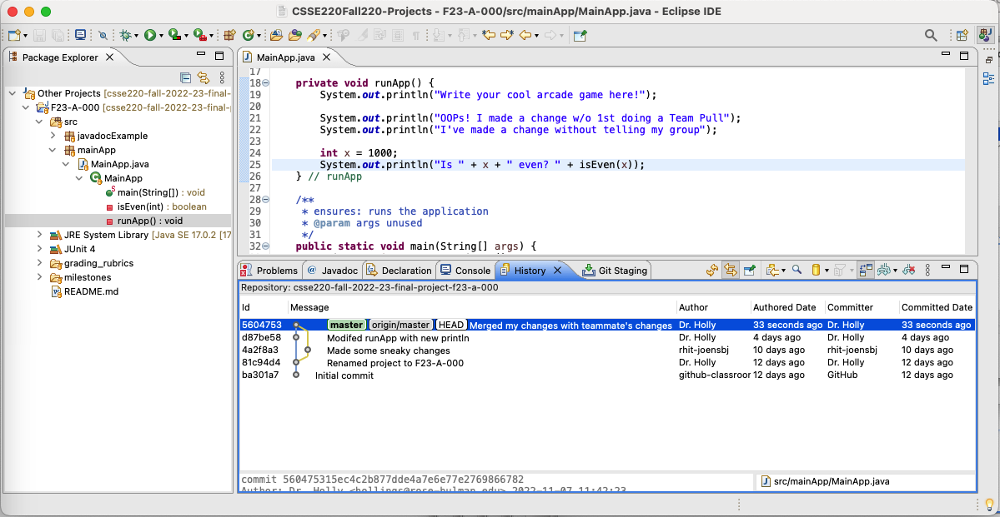 CSSE220Fall220-Projects - F23-A-000/src/mainApp/MainApp.java - Eclipse IDE
Package Explorer
Other Projects [csse220-fall-2022-23-final-
F23-A-000 [csse220-fall-2022-23-final-
src
javadocExample
mainApp
MainApp.java
MainApp
main(String[]) : void
isEven(int) : boolean
runApp() : void
JRE System Library [Java SE 17.0.2 [17
JUnit 4
grading_rubrics
milestones
README.md
MainApp.java
17
18 private void runApp() {
19 System.out.println("Write your cool arcade game here!");
20
21 System.out.println("OOPs! I made a change w/o 1st doing a Team Pull");
22 System.out.println("I've made a change without telling my group");
23
24 int x = 1000;
25 System.out.println("Is " + x + " even? " + isEven(x));
26 } // runApp
27
28 /**
29 * ensures: runs the application
30 * @param args unused
31 */
32 public static void main(String[] args) {
Problems Javadoc Declaration Console History Git Staging
Repository: csse220-fall-2022-23-final-project-f23-a-000
Id Message Author Authored Date Committer Committed Date
5604753 master origin/master HEAD Merged my changes with teammate's changes Dr. Holly 33 seconds ago Dr. Holly 33 seconds ago
d87be58 Modifed runApp with new println Dr. Holly 4 days ago Dr. Holly 4 days ago
4a2f8a3 Made some sneaky changes rhit-joensbj 10 days ago rhit-joensbj 10 days ago
81c94d4 Renamed project to F23-A-000 Dr. Holly 12 days ago Dr. Holly 12 days ago
ba301a7 Initial commit github-classroor 12 days ago GitHub 12 days ago
commit 560475315ec4c2b877dde4a7e6e77e2769866782
Author: Dr. Holly <hollings@rose-hulman.edu> 2022-11-07 11:42:23
src/mainApp/MainApp.java